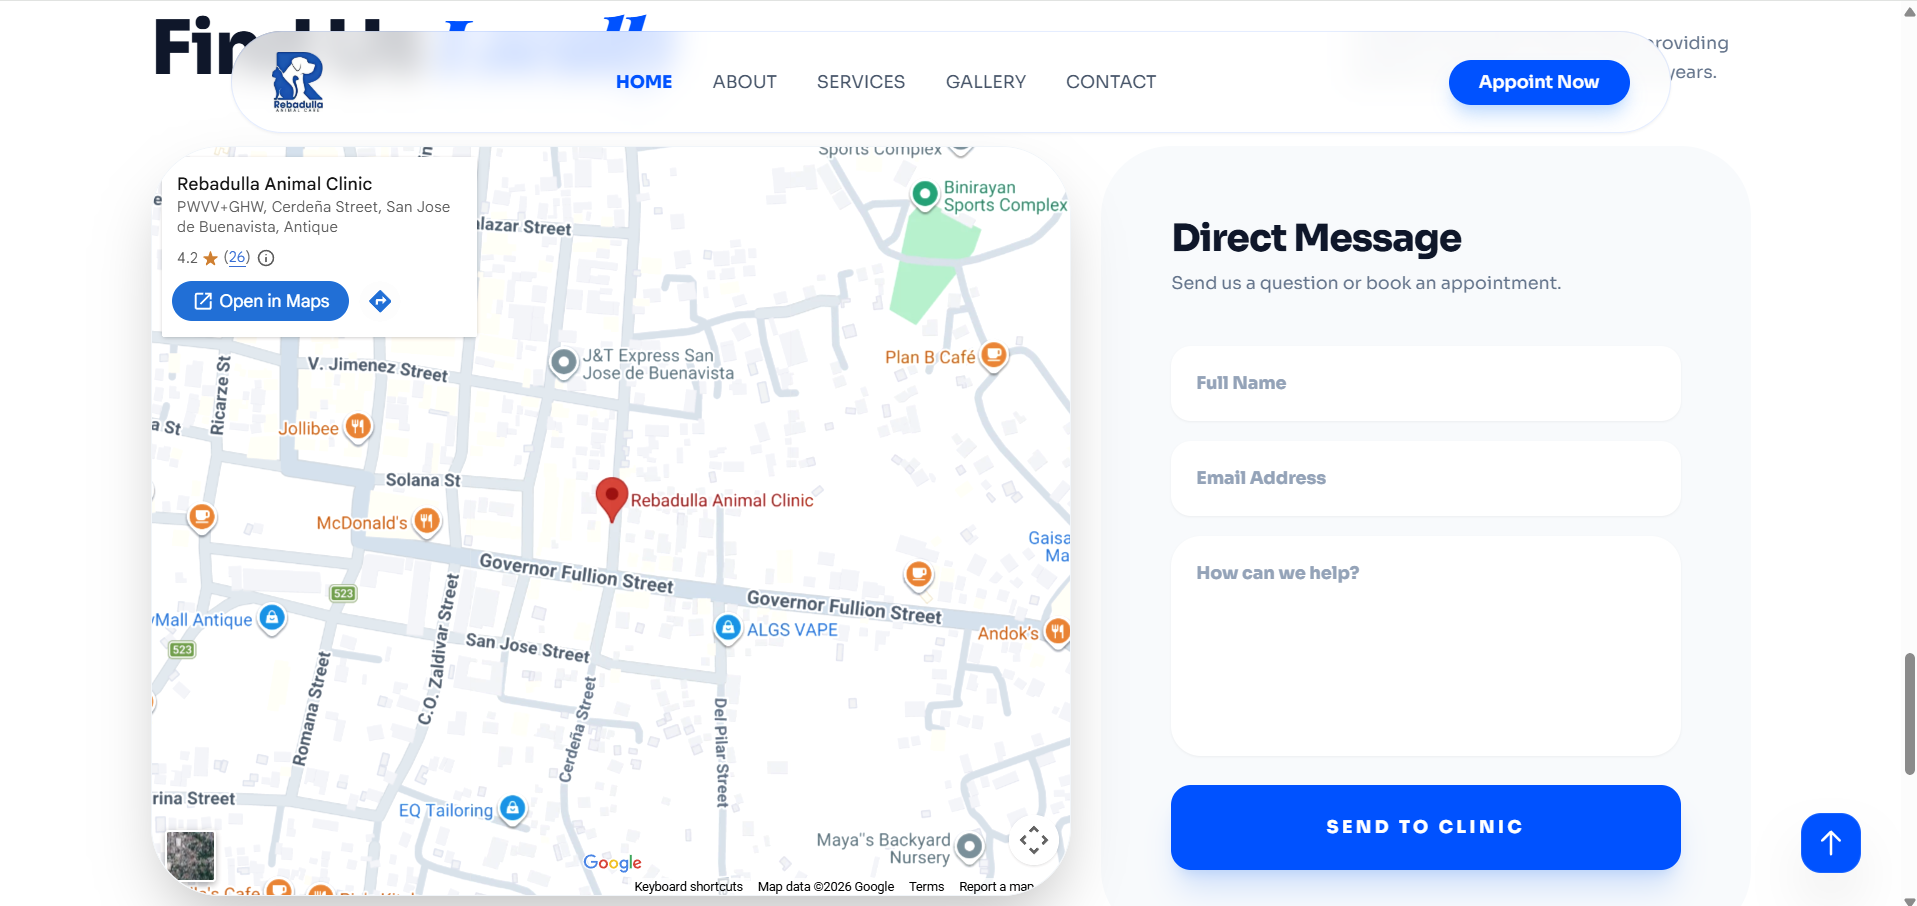 Rebadulla
ANIMAL CARE
HOME
ABOUT
SERVICES
GALLERY
CONTACT
Appoint Now
providing
years.
Rebadulla Animal Clinic
PWVV+GHW, Cerdeña Street, San Jose
de Buenavista, Antique
4.2 ★ (26)
Open in Maps
Sports Complex
Binirayan
Sports Complex
alazar Street
J&T Express San
Jose de Buenavista
Plan B Café
V. Jimenez Street
Ricarze St
Jollibee
a St
Solana St
Rebadulla Animal Clinic
McDonald's
Gaisa
Ma
Governor Fullion Street
Governor Fullion Street
523
yMall Antique
523
ALGS VAPE
Andok's
San Jose Street
C.O. Zaldivar Street
Romana Street
Cerdeña Street
Del Pilar Street
rina Street
EQ Tailoring
Maya''s Backyard
Nursery
Google
Keyboard shortcuts
Map data ©2026 Google
Terms
Report a map
Direct Message
Send us a question or book an appointment.
Full Name
Email Address
How can we help?
SEND TO CLINIC